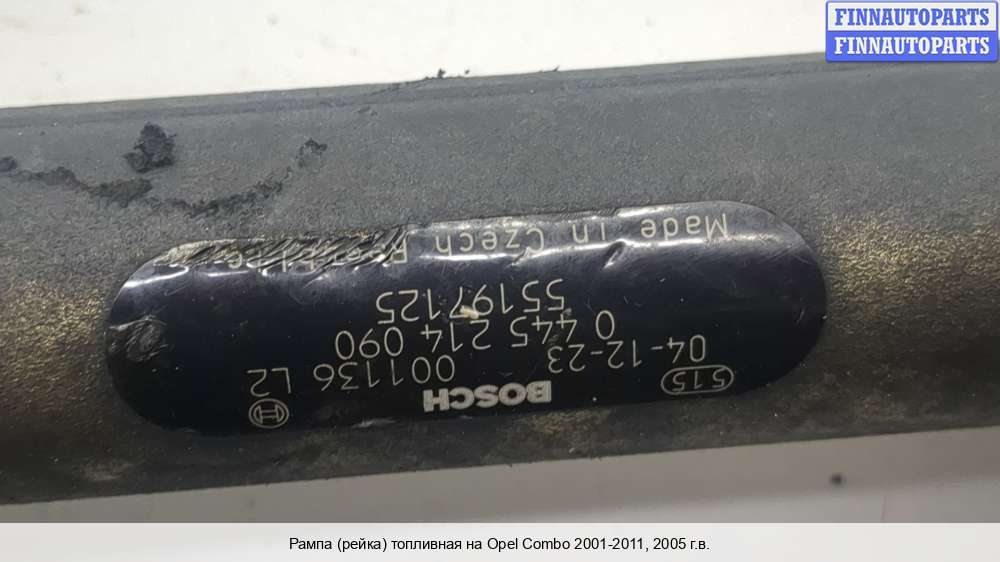 FINNAUTOPARTS
FINNAUTOPARTS
515 BOSCH
04-12-23 001136 L2
0 445 214 090
55197125
Made in Czech
Рампа (рейка) топливная на Opel Combo 2001-2011, 2005 г.в.